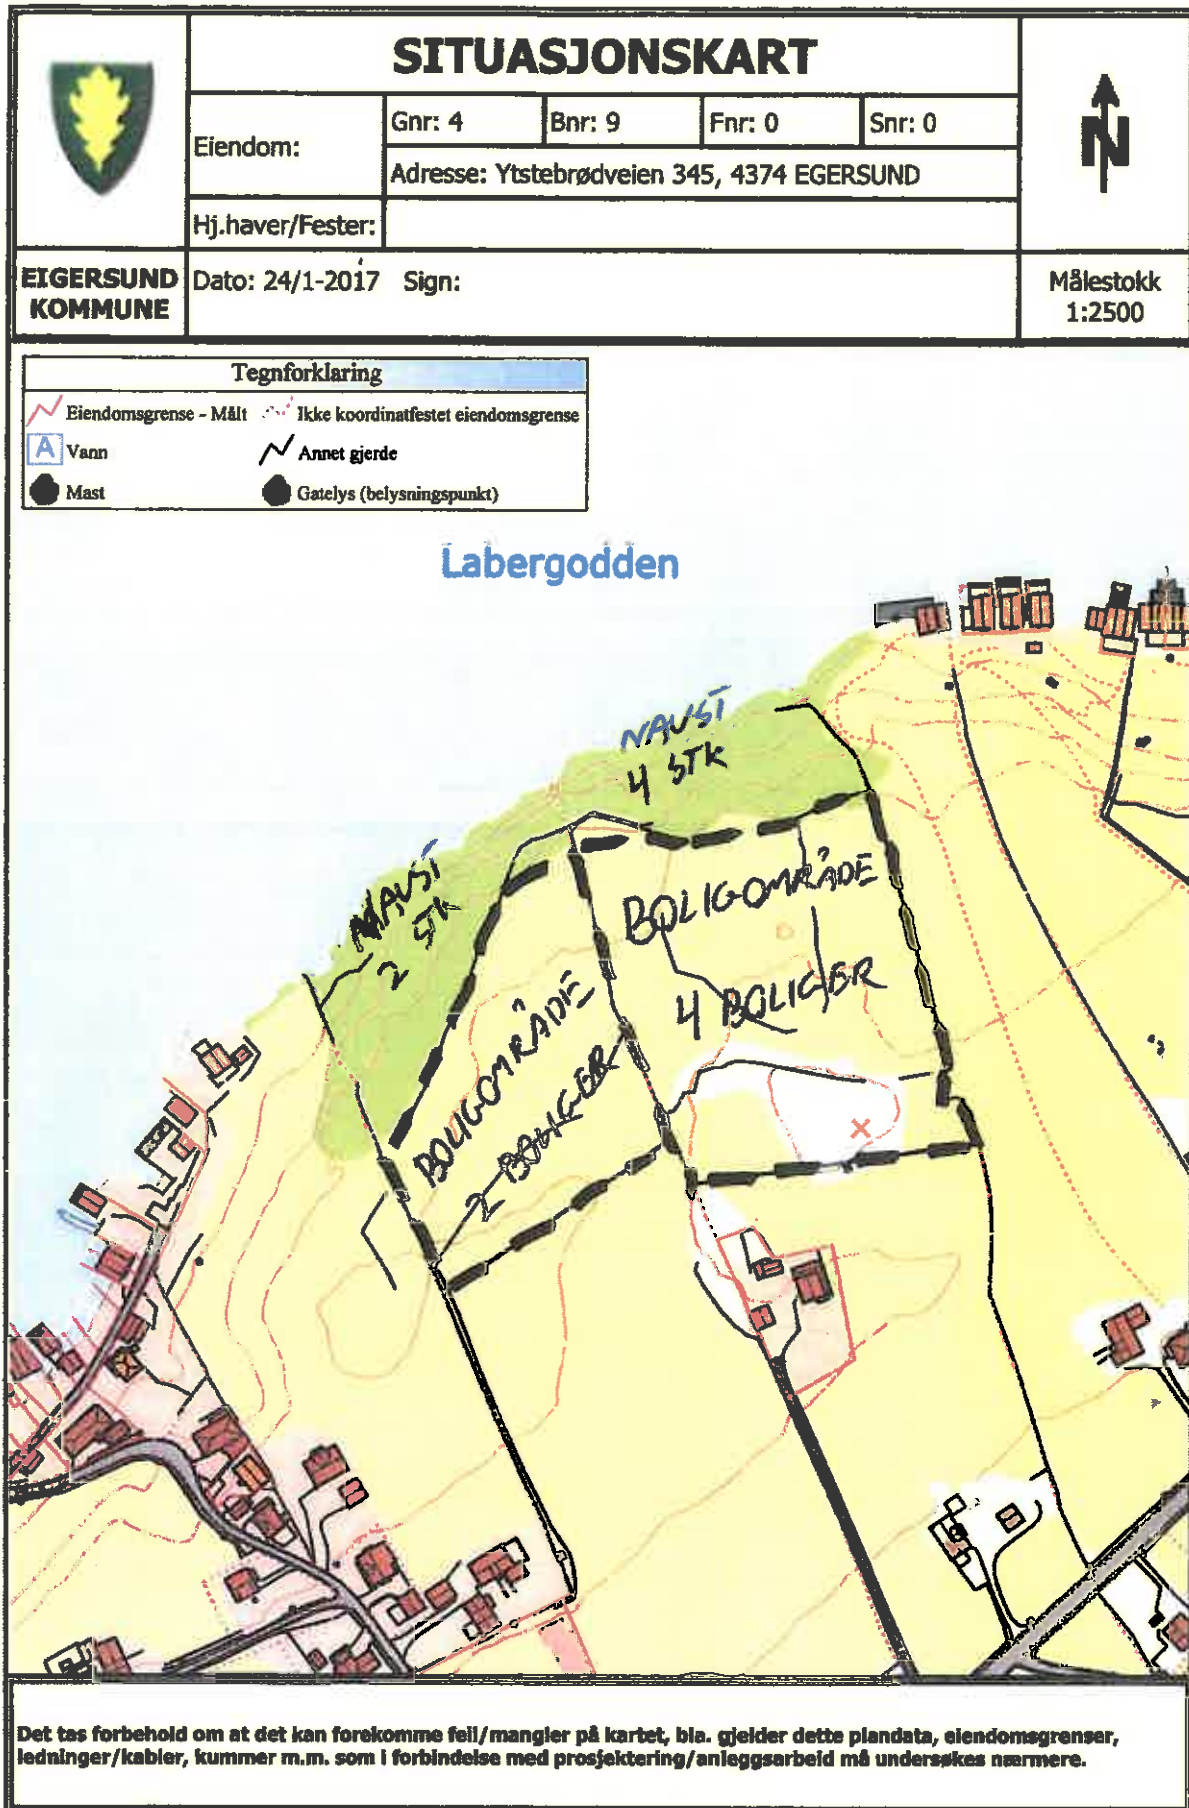 SITUASJONSKART
Eiendom:
Gnr: 4
Bnr: 9
Fnr: 0
Snr: 0
Adresse: Ytstebrødveien 345, 4374 EGERSUND
Hj.haver/Fester:
N
EIGERSUND
KOMMUNE
Dato: 24/1-2017 Sign:
Målestokk
1:2500
Tegnforklaring
Eiendomsgrense - Målt
Ikke koordinatfestet eiendomsgrense
A Vann
Annet gjerde
Mast
Gatelys (belysningspunkt)
Labergodden
NAUST
4 STK
NAUST
2 STK
BOLIGOMRÅDE
4 BOLIGER
BOLIGOMRÅDE
2 BOLIGER
Det tas forbehold om at det kan forekomme feil/mangler på kartet, bla. gjelder dette plandata, eiendomsgrenser,
ledninger/kabler, kummer m.m. som i forbindelse med prosjektering/anleggsarbeid må undersøkes nærmere.